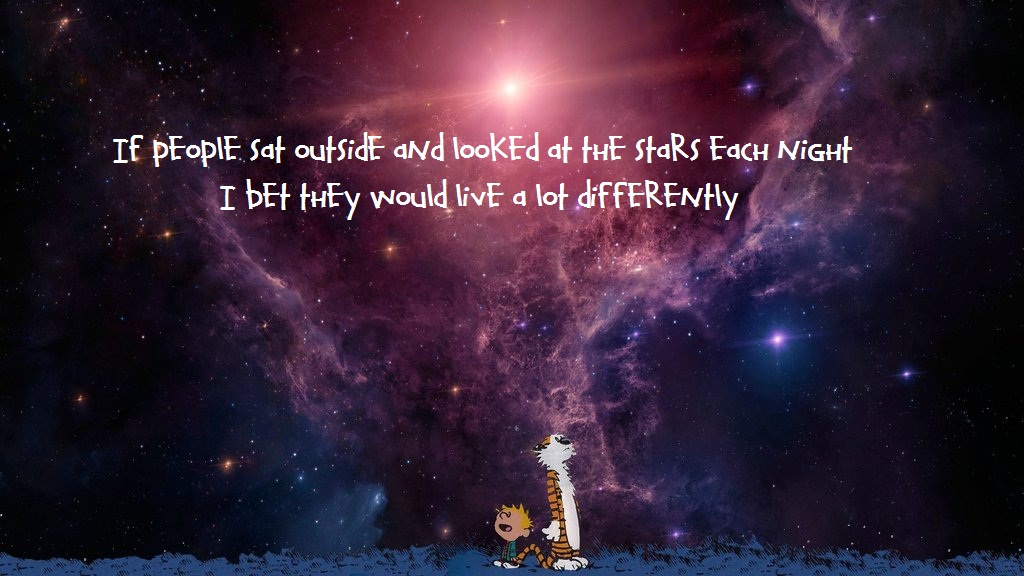 If people sat outside and looked at the stars each night
I bet they would live a lot differently